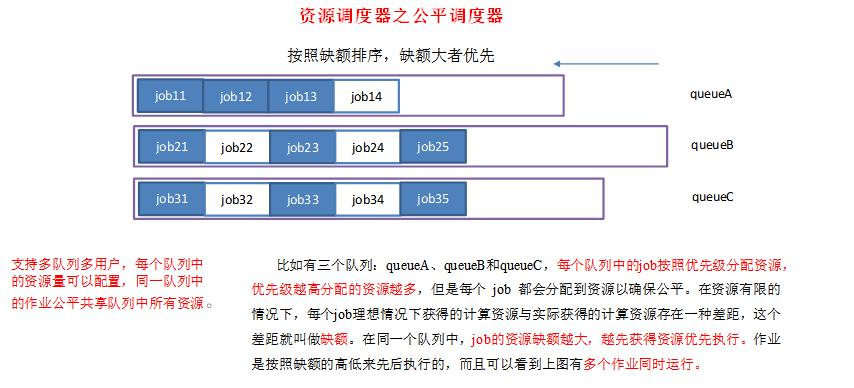 资源调度器之公平调度器
按照缺额排序，缺额大者优先
job11 job12 job13 job14 queueA
job21 job22 job23 job24 job25 queueB
job31 job32 job33 job34 job35 queueC
支持多队列多用户，每个队列中
的资源量可以配置，同一队列中
的作业公平共享队列中所有资源。
比如有三个队列：queueA、queueB和queueC，每个队列中的job按照优先级分配资源，
优先级越高分配的资源越多，但是每个 job 都会分配到资源以确保公平。在资源有限的
情况下，每个job理想情况下获得的计算资源与实际获得的计算资源存在一种差距，这个
差距就叫做缺额。在同一个队列中，job的资源缺额越大，越先获得资源优先执行。作业
是按照缺额的高低来先后执行的，而且可以看到上图有多个作业同时运行。